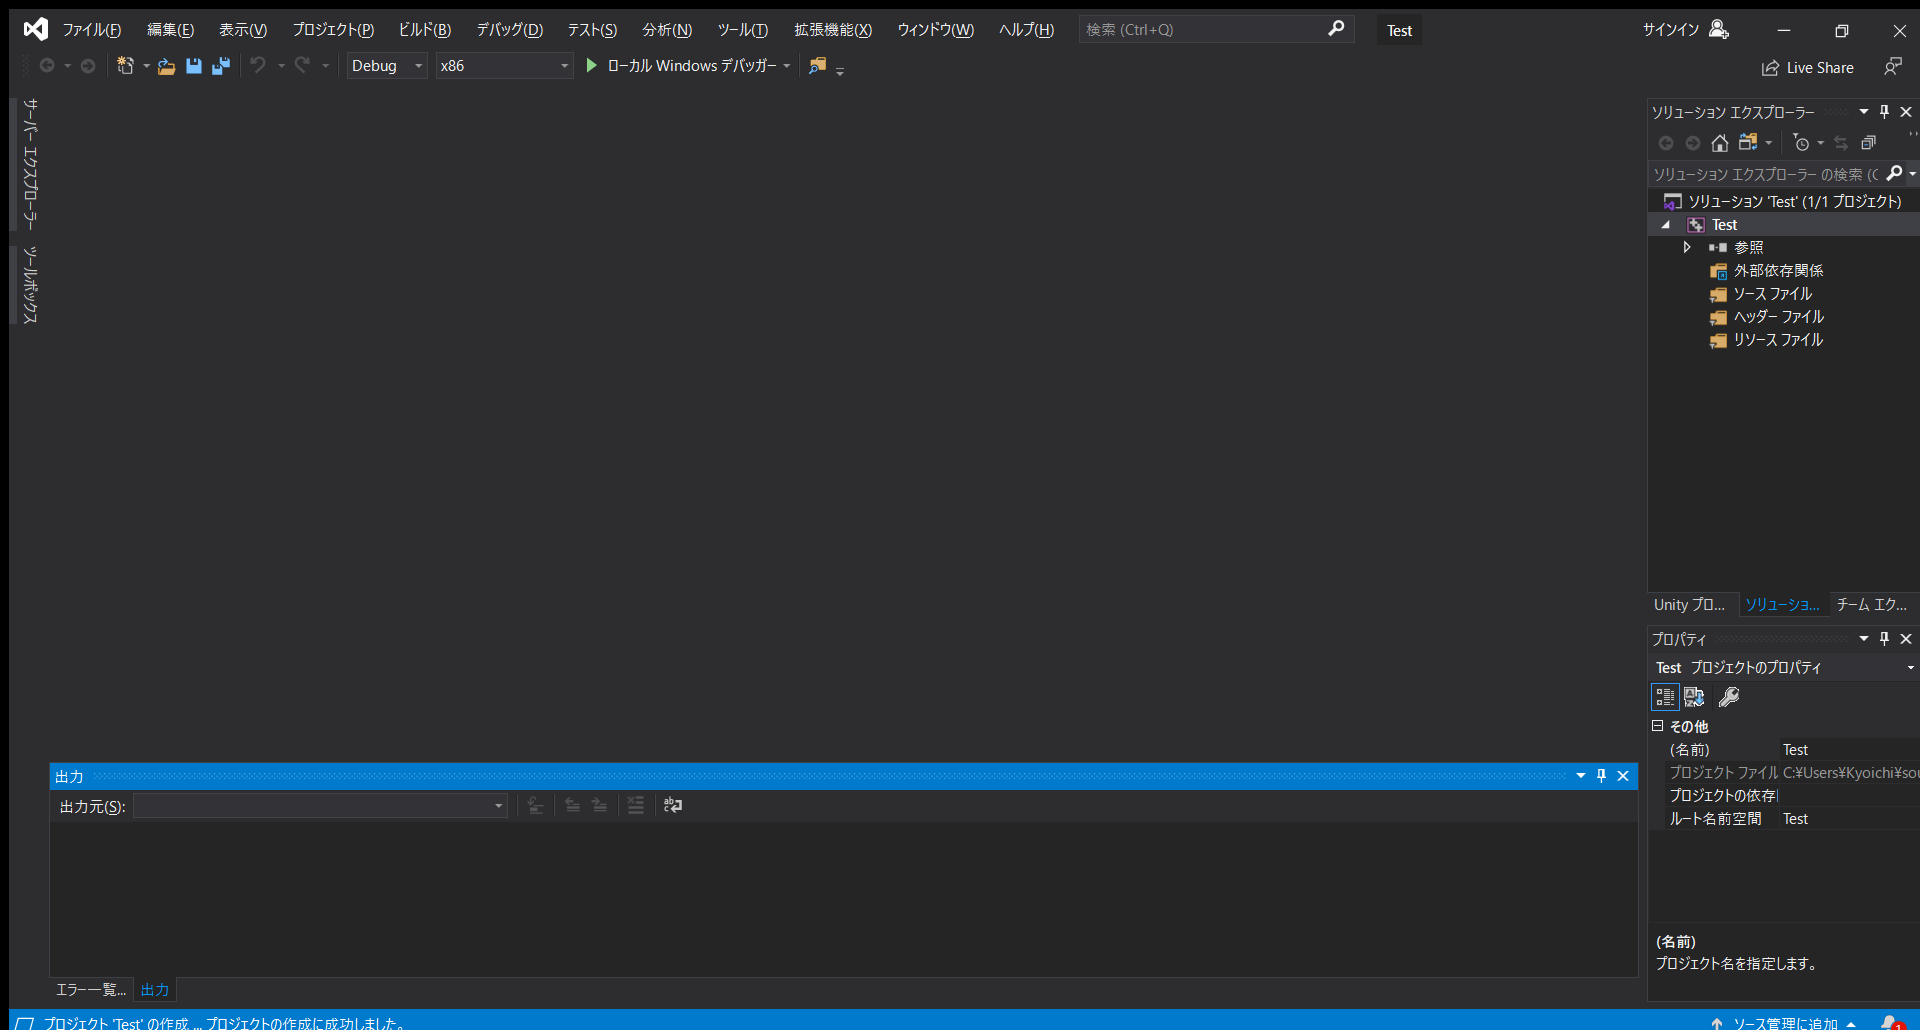 ファイル(F) 編集(E) 表示(V) プロジェクト(P) ビルド(B) デバッグ(D) テスト(S) 分析(N) ツール(T) 拡張機能(X) ウィンドウ(W) ヘルプ(H) 検索 (Ctrl+Q) Test サインイン
Debug x86 ローカル Windows デバッガー Live Share
サーバー エクスプローラー
ツールボックス
ソリューション エクスプローラー
ソリューション エクスプローラー の検索 (C
ソリューション 'Test' (1/1 プロジェクト)
Test
参照
外部依存関係
ソース ファイル
ヘッダー ファイル
リソース ファイル
Unity プロ... ソリューショ... チーム エク...
プロパティ
Test プロジェクトのプロパティ
その他
(名前) Test
プロジェクト ファイル C:¥Users¥Kyoichi¥sou
プロジェクトの依存
ルート名前空間 Test
(名前)
プロジェクト名を指定します。
出力
出力元(S):
エラー一覧... 出力
プロジェクト 'Test' の作成 ... プロジェクトの作成に成功しました。 ソース管理に追加 1